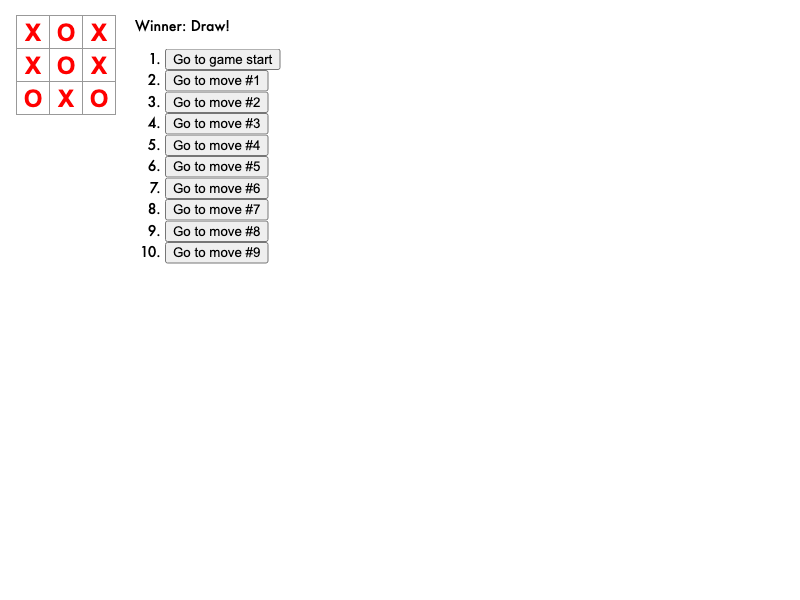 X O X
X O X
O X O
Winner: Draw!
1. Go to game start
2. Go to move #1
3. Go to move #2
4. Go to move #3
5. Go to move #4
6. Go to move #5
7. Go to move #6
8. Go to move #7
9. Go to move #8
10. Go to move #9